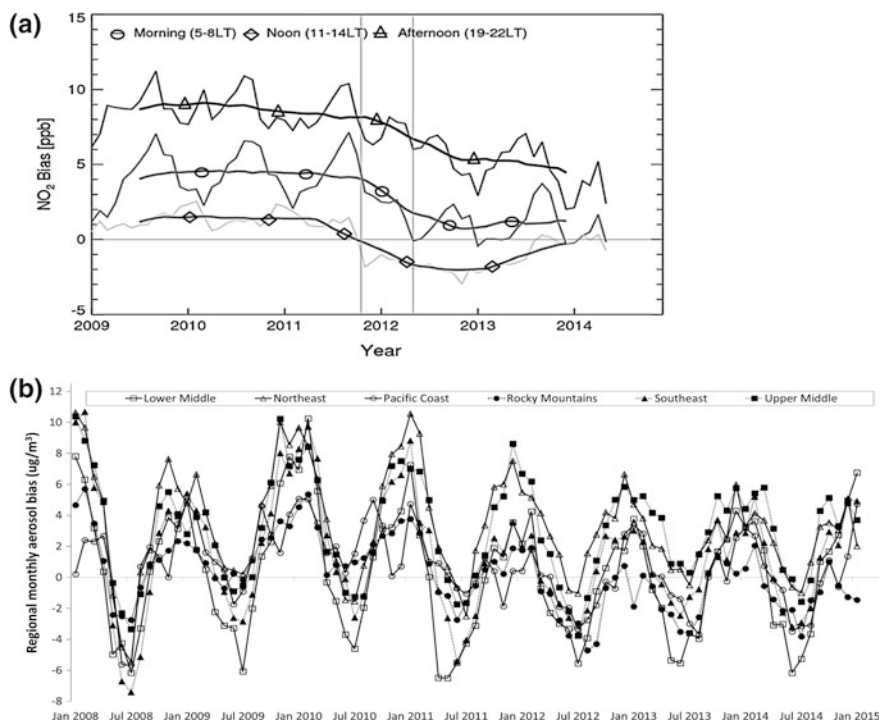 (a)
15
Morning (5-8LT) Noon (11-14LT) Afternoon (19-22LT)
10
5
0
-5
NO2 Bias [ppb]
2009 2010 2011 2012 2013 2014
Year
(b)
12
10
8
6
4
2
0
-2
-4
-6
-8
Regional monthly aerosol bias (ug/m³)
Lower Middle Northeast Pacific Coast Rocky Mountains Southeast Upper Middle
Jan 2008 Jul 2008 Jan 2009 Jul 2009 Jan 2010 Jul 2010 Jan 2011 Jul 2011 Jan 2012 Jul 2012 Jan 2013 Jul 2013 Jan 2014 Jul 2014 Jan 2015